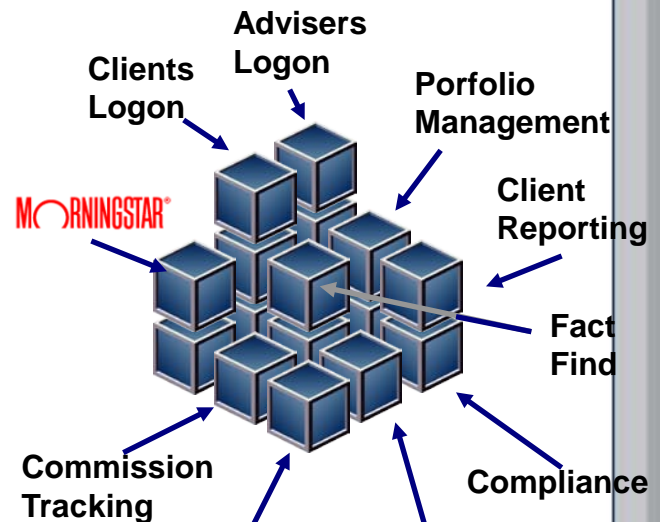 Advisers
Logon
Clients
Logon
Porfolio
Management
MORNINGSTAR®
Client
Reporting
Fact
Find
Commission
Tracking
Compliance